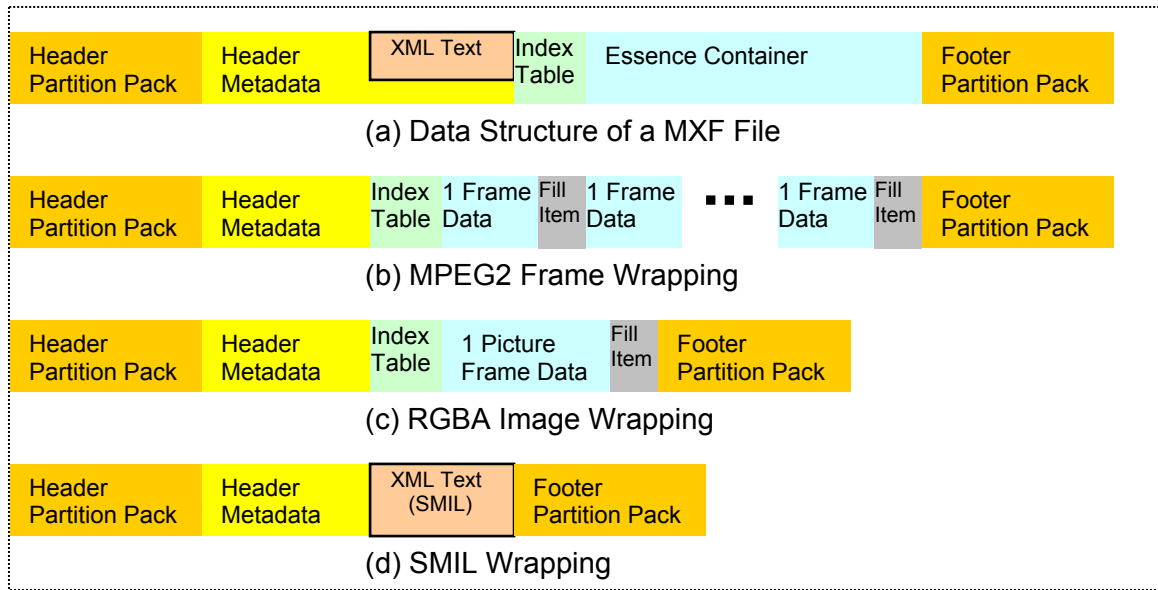 Header
Partition Pack
Header
Metadata
XML Text
Index
Table
Essence Container
Footer
Partition Pack
(a) Data Structure of a MXF File
Header
Partition Pack
Header
Metadata
Index
Table
1 Frame
Data
Fill
Item
1 Frame
Data
...
1 Frame
Data
Fill
Item
Footer
Partition Pack
(b) MPEG2 Frame Wrapping
Header
Partition Pack
Header
Metadata
Index
Table
1 Picture
Frame Data
Fill
Item
Footer
Partition Pack
(c) RGBA Image Wrapping
Header
Partition Pack
Header
Metadata
XML Text
(SMIL)
Footer
Partition Pack
(d) SMIL Wrapping